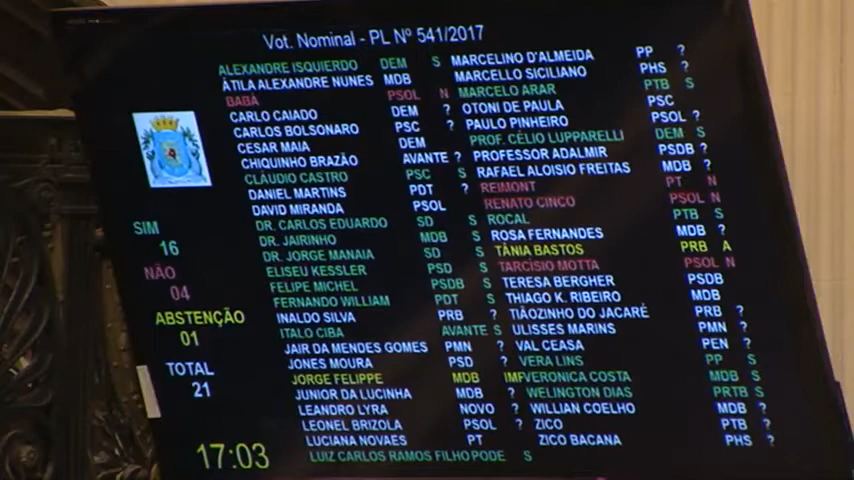 Vot. Nominal - PL Nº 541/2017
ALEXANDRE ISQUIERDO DEM S
ÁTILA ALEXANDRE NUNES MDB
BABÁ PSOL N
CARLO CAIADO DEM ?
CARLOS BOLSONARO PSC ?
CESAR MAIA DEM
CHIQUINHO BRAZÃO AVANTE ?
CLÁUDIO CASTRO PSC S
DANIEL MARTINS PDT ?
DAVID MIRANDA PSOL
DR. CARLOS EDUARDO SD S
DR. JAIRINHO MDB S
DR. JORGE MANAIA SD S
ELISEU KESSLER PSD S
FELIPE MICHEL PSDB S
FERNANDO WILLIAM PDT S
INALDO SILVA PRB ?
ITALO CIBA AVANTE S
JAIR DA MENDES GOMES PMN ?
JONES MOURA PSD ?
JORGE FELIPPE MDB IMP
JUNIOR DA LUCINHA MDB ?
LEANDRO LYRA NOVO ?
LEONEL BRIZOLA PSOL ?
LUCIANA NOVAES PT
LUIZ CARLOS RAMOS FILHO PODE S
MARCELINO D'ALMEIDA PP ?
MARCELLO SICILIANO PHS ?
MARCELO ARAR PTB S
OTONI DE PAULA PSC
PAULO PINHEIRO PSOL ?
PROF. CÉLIO LUPPARELLI DEM S
PROFESSOR ADALMIR PSDB ?
RAFAEL ALOISIO FREITAS MDB ?
REIMONT PT N
RENATO CINCO PSOL N
ROCAL PTB S
ROSA FERNANDES MDB ?
TÂNIA BASTOS PRB A
TARCÍSIO MOTTA PSOL N
TERESA BERGHER PSDB
THIAGO K. RIBEIRO MDB
TIÃOZINHO DO JACARÉ PRB ?
ULISSES MARINS PMN ?
VAL CEASA PEN ?
VERA LINS PP S
VERONICA COSTA MDB S
WELINGTON DIAS PRTB S
WILLIAN COELHO MDB ?
ZICO PTB ?
ZICO BACANA PHS ?
SIM
16
NÃO
04
ABSTENÇÃO
01
TOTAL
21
17:03